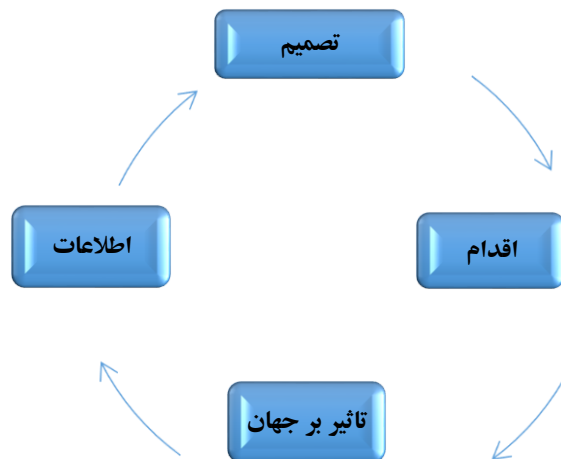 تصمیم
اقدام
تاثیر بر جهان
اطلاعات